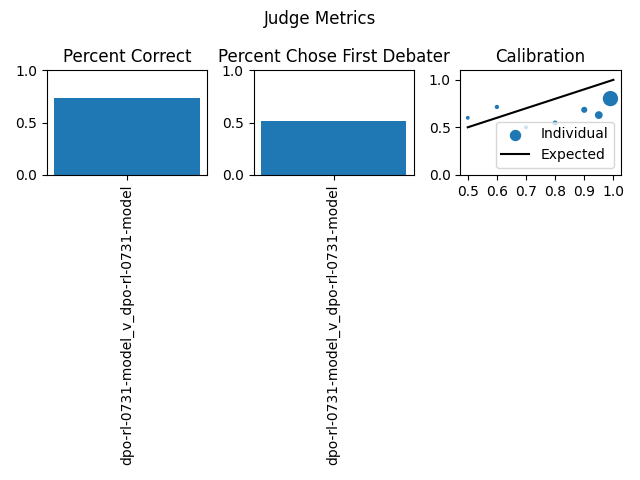 Judge Metrics
Percent Correct
1.0
0.5
0.0
dpo-rl-0731-model_v_dpo-rl-0731-model
Percent Chose First Debater
1.0
0.5
0.0
dpo-rl-0731-model_v_dpo-rl-0731-model
Calibration
1.0
0.5
0.0
Individual
Expected
0.5 0.6 0.7 0.8 0.9 1.0